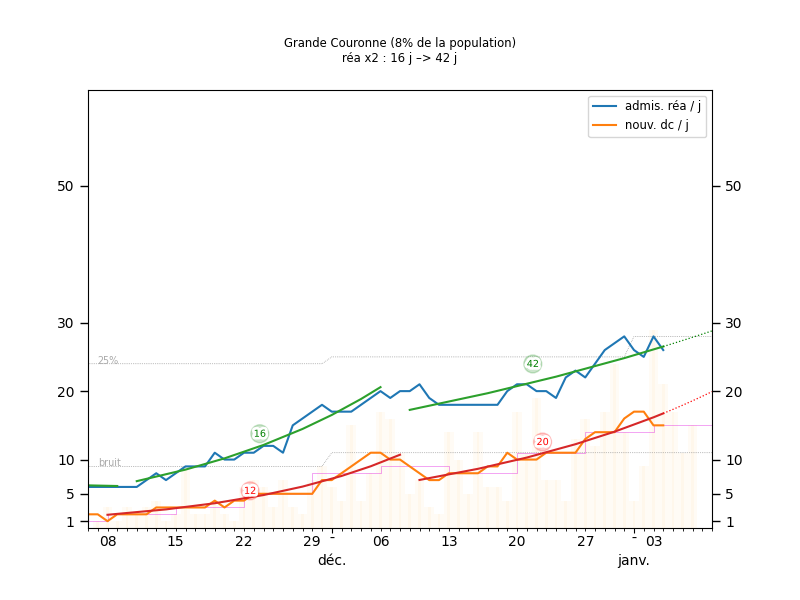 Grande Couronne (8% de la population)
réa x2 : 16 j –> 42 j
admis. réa / j
nouv. dc / j
50 50
30 30
25%
42
20 20
16
20
10 10
bruit
12
5 5
1 1
08 15 22 29 06 13 20 27 03
déc. janv.